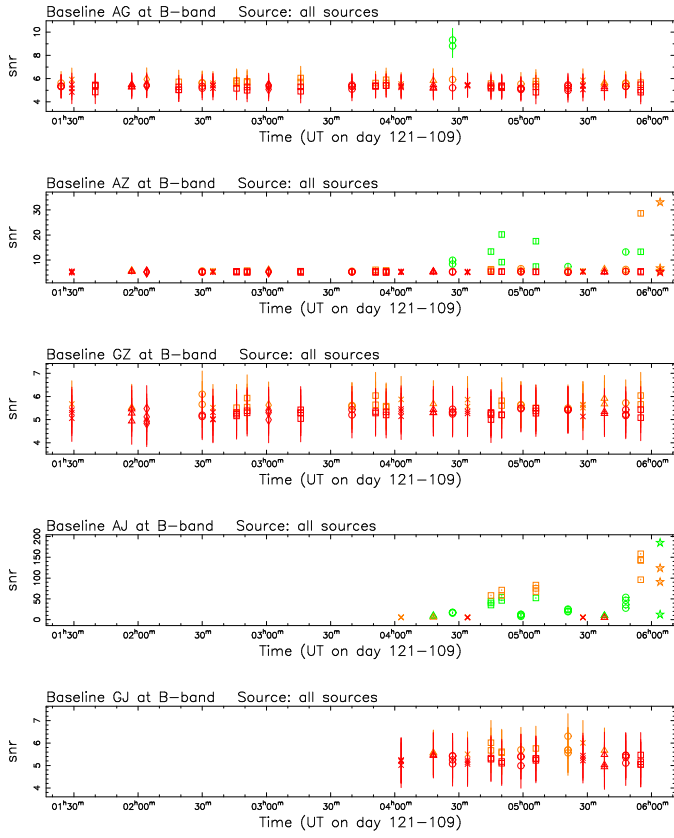 Baseline AG at B-band Source: all sources
10
8
6
4
snr
01h30m 02h00m 30m 03h00m 30m 04h00m 30m 05h00m 30m 06h00m
Time (UT on day 121-109)
Baseline AZ at B-band Source: all sources
30
20
10
snr
01h30m 02h00m 30m 03h00m 30m 04h00m 30m 05h00m 30m 06h00m
Time (UT on day 121-109)
Baseline GZ at B-band Source: all sources
7
6
5
4
snr
01h30m 02h00m 30m 03h00m 30m 04h00m 30m 05h00m 30m 06h00m
Time (UT on day 121-109)
Baseline AJ at B-band Source: all sources
200
150
100
50
0
snr
01h30m 02h00m 30m 03h00m 30m 04h00m 30m 05h00m 30m 06h00m
Time (UT on day 121-109)
Baseline GJ at B-band Source: all sources
7
6
5
4
snr
01h30m 02h00m 30m 03h00m 30m 04h00m 30m 05h00m 30m 06h00m
Time (UT on day 121-109)